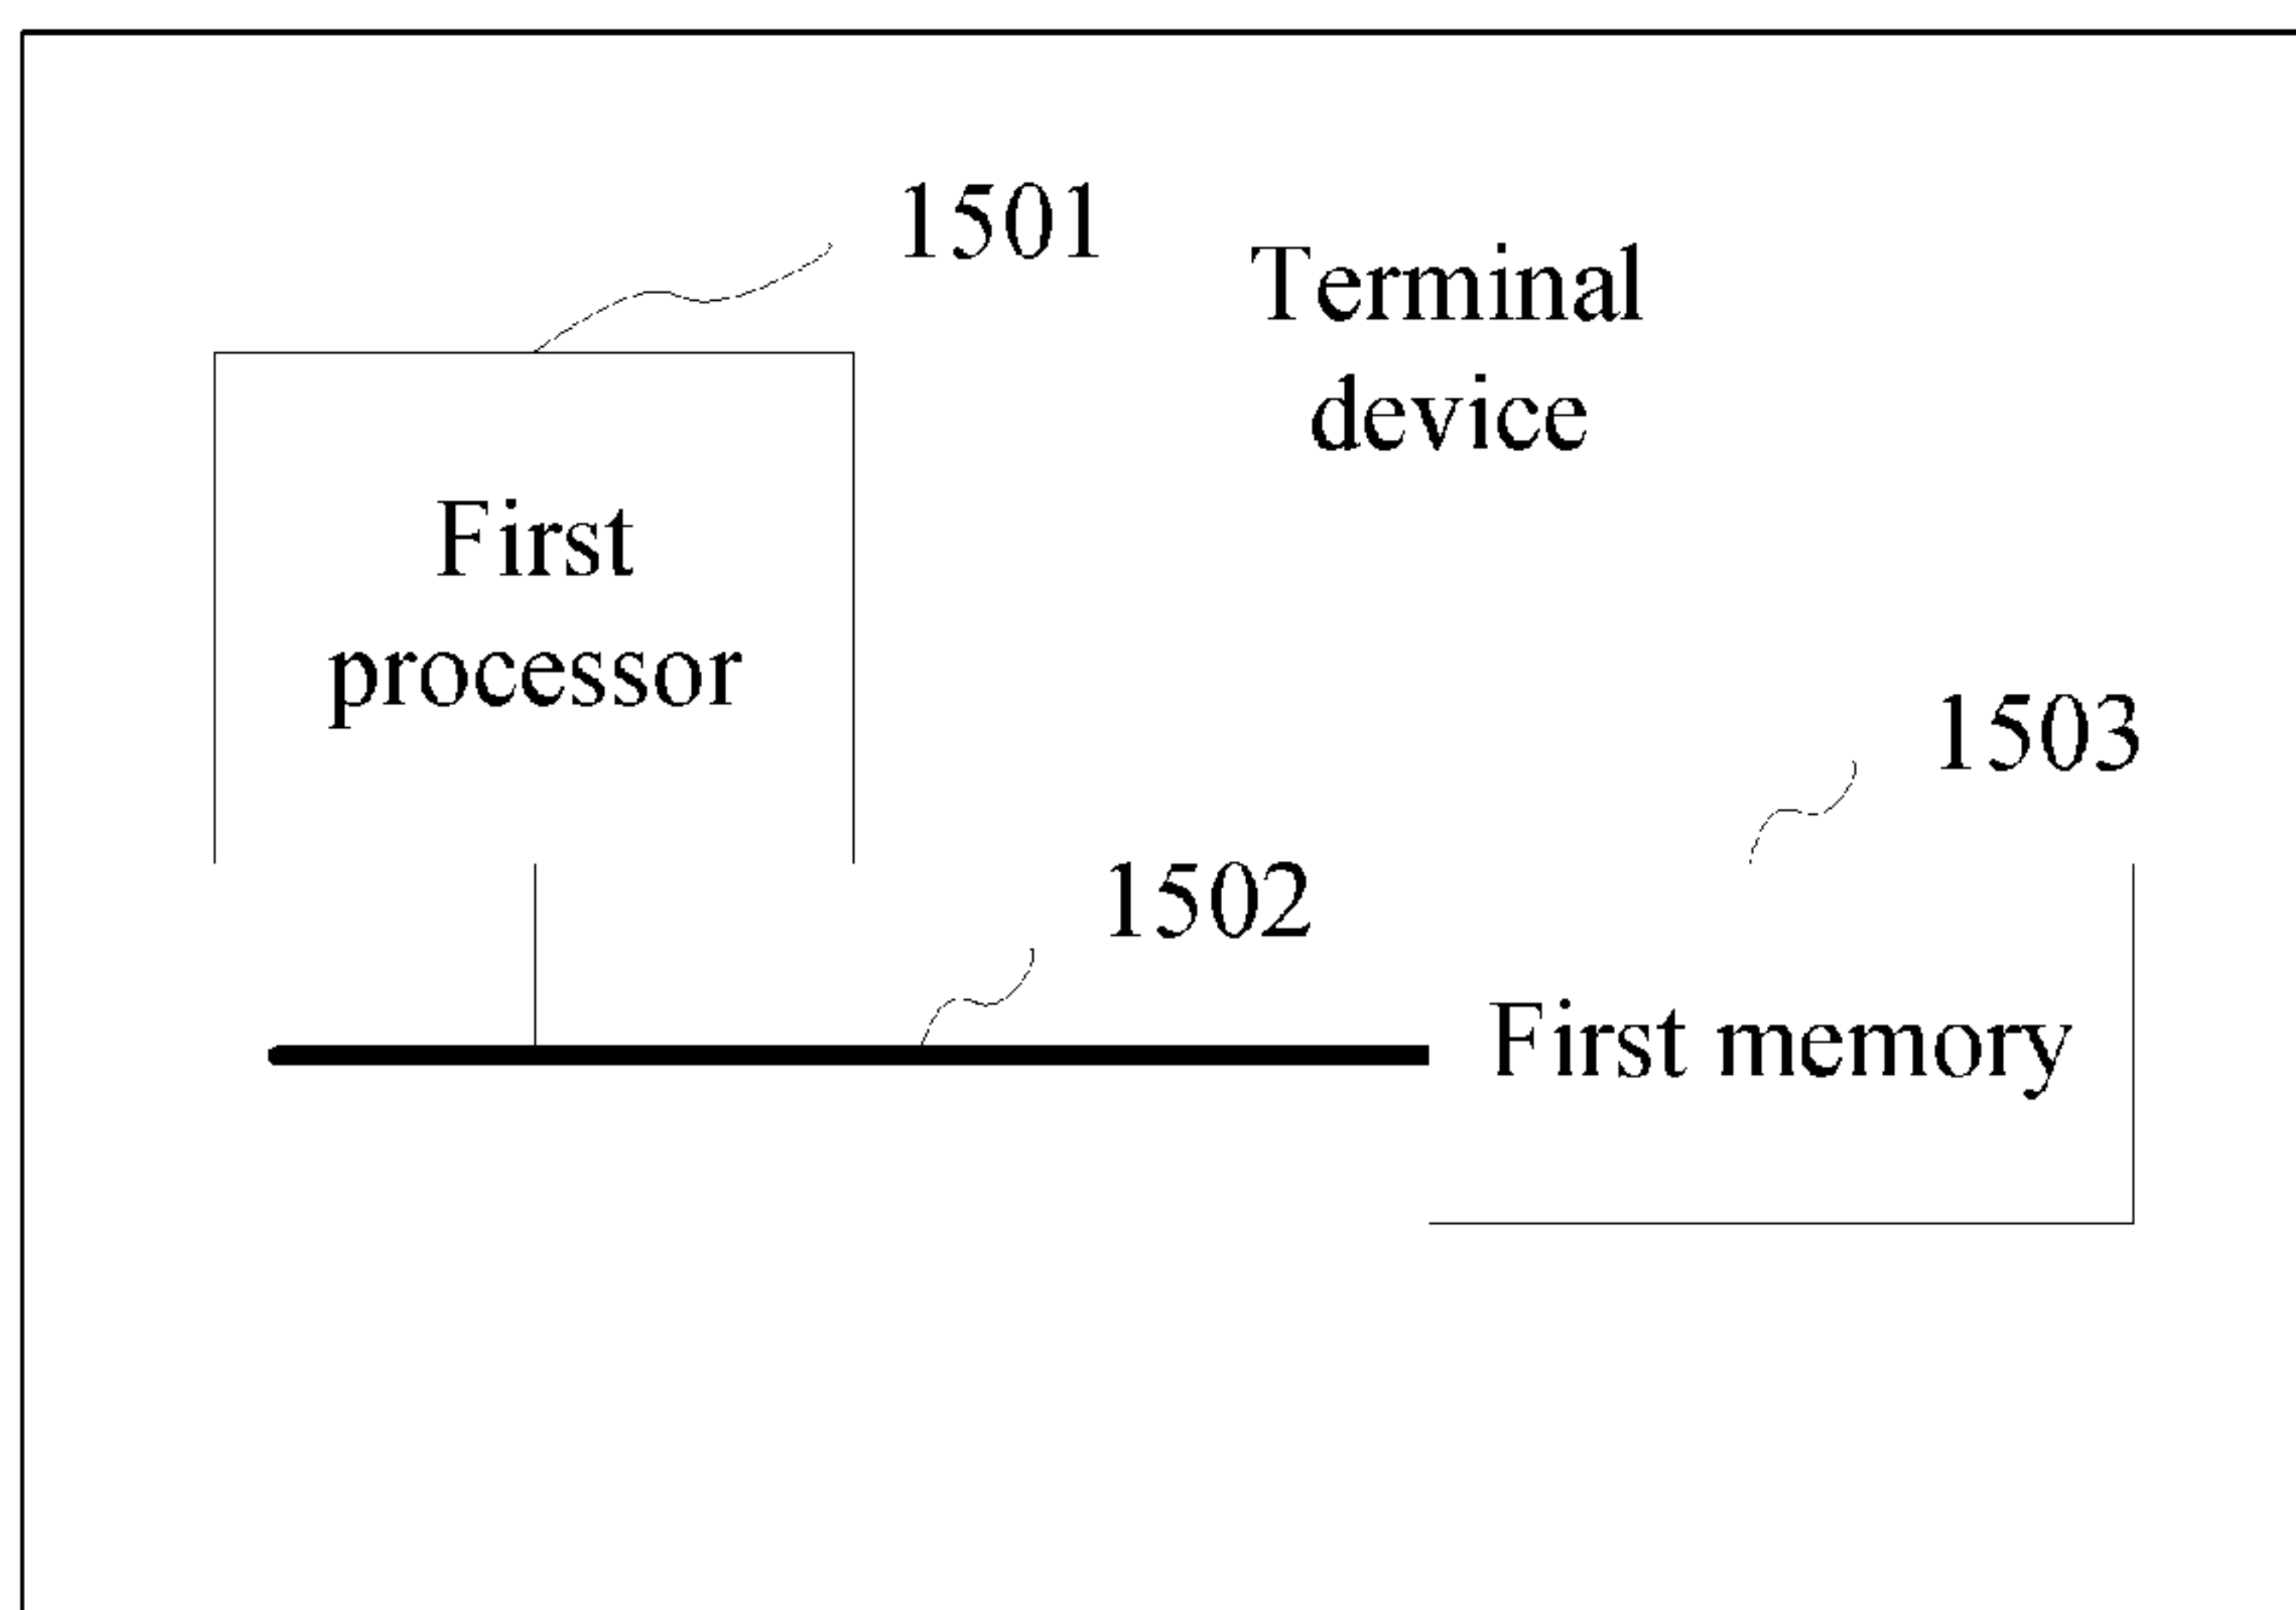 1501
Terminal
device
First
processor
1503
1502
First memory